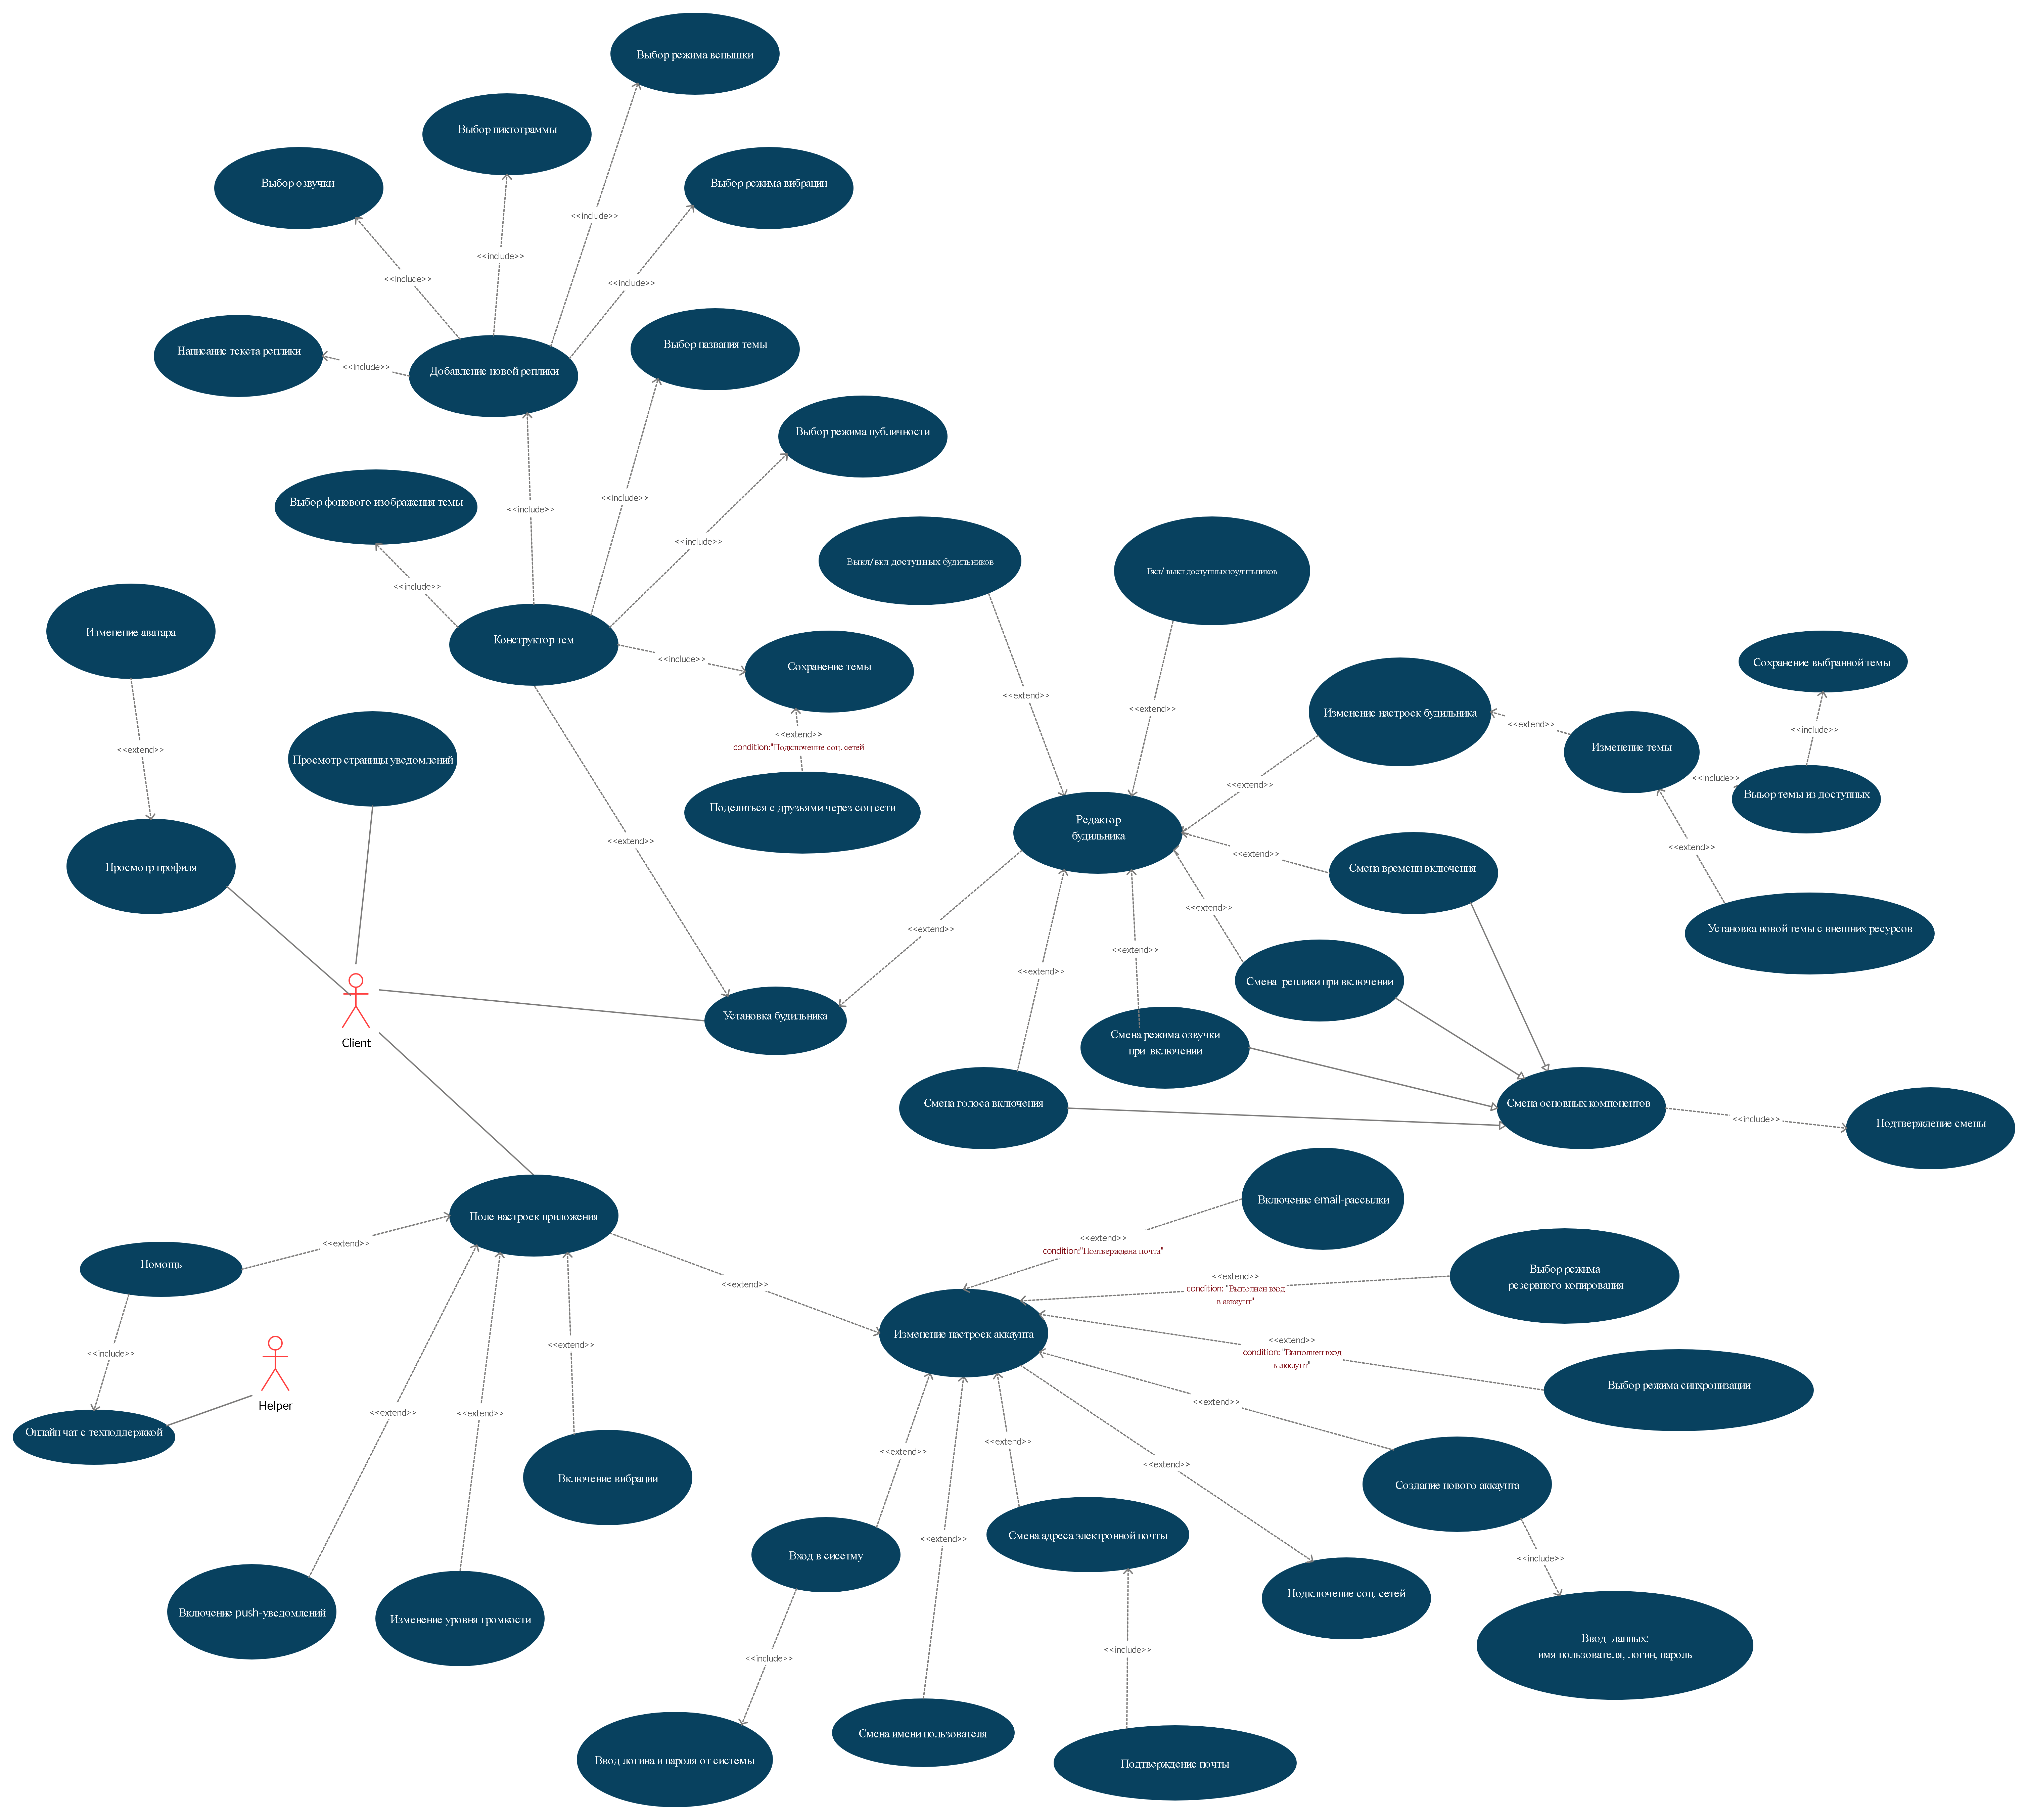 Выбор режима вспышки
Выбор пиктограммы
Выбор озвучки
Выбор режима вибрации
<<include>>
<<include>>
<<include>>
<<include>>
Написание текста реплики
<<include>>
Добавление новой реплики
Выбор названия темы
Выбор режима публичности
Выбор фонового изображения темы
<<include>>
<<include>>
<<include>>
<<include>>
Выкл/вкл доступных будильников
Вкл/ выкл доступных юудильников
Изменение аватара
Конструктор тем
<<include>>
Сохранение темы
Сохранение выбранной темы
<<extend>>
<<extend>>
Изменение настроек будильника
<<extend>>
Изменение темы
<<include>>
<<extend>>
condition:"Подключение соц. сетей
<<extend>>
Просмотр страницы уведомлений
<<include>>
<<extend>>
Выьор темы из доступных
Поделиться с друзьями через соц сети
Редактор
будильника
<<extend>>
<<extend>>
<<extend>>
Просмотр профиля
Смена времени включения
<<extend>>
<<extend>>
Установка новой темы с внешних ресурсов
<<extend>>
<<extend>>
Смена  реплики при включении
Client
Установка будильника
Смена режима озвучки
при  включении
Смена голоса включения
Смена основных компонентов
<<include>>
Подтверждение смены
Включение email-рассылки
Поле настроек приложения
<<extend>>
<<extend>>
condition:"Подтверждена почта"
Помощь
Выбор режима
резервного копирования
<<extend>>
<<extend>>
condition: "Выполнен вход
в аккаунт"
Изменение настроек аккаунта
<<extend>>
condition: "Выполнен вход
в аккаунт"
<<include>>
<<extend>>
Выбор режима синхронизации
Helper
<<extend>>
<<extend>>
<<extend>>
Онлайн чат с техподдержкой
<<extend>>
<<extend>>
<<extend>>
Включение вибрации
Создание нового аккаунта
<<extend>>
Смена адреса электронной почты
Вход в сисетму
<<include>>
Подключение соц. сетей
Включение push-уведомлений
Изменение уровня громкости
Ввод  данных:
имя пользователя, логин, пароль
<<include>>
<<include>>
Смена имени пользователя
Ввод логина и пароля от системы
Подтверждение почты